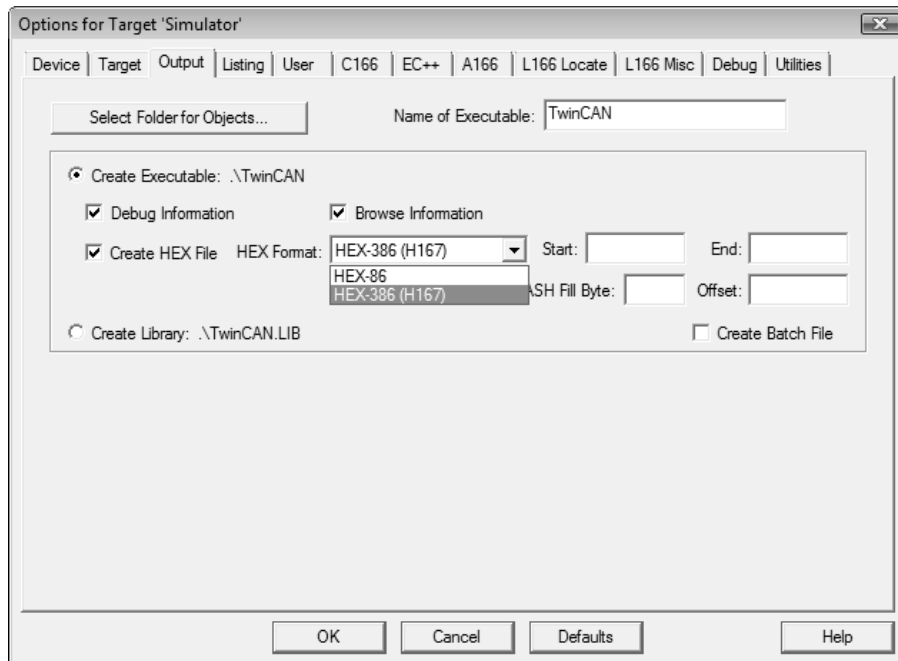 Options for Target 'Simulator'
Device Target Output Listing User C166 EC++ A166 L166 Locate L166 Misc Debug Utilities
Select Folder for Objects... Name of Executable: TwinCAN
Create Executable: .\TwinCAN
Debug Information Browse Information
Create HEX File HEX Format: HEX-386 (H167) Start: End:
HEX-86
HEX-386 (H167) ASH Fill Byte: Offset:
Create Library: .\TwinCAN.LIB Create Batch File
OK Cancel Defaults Help